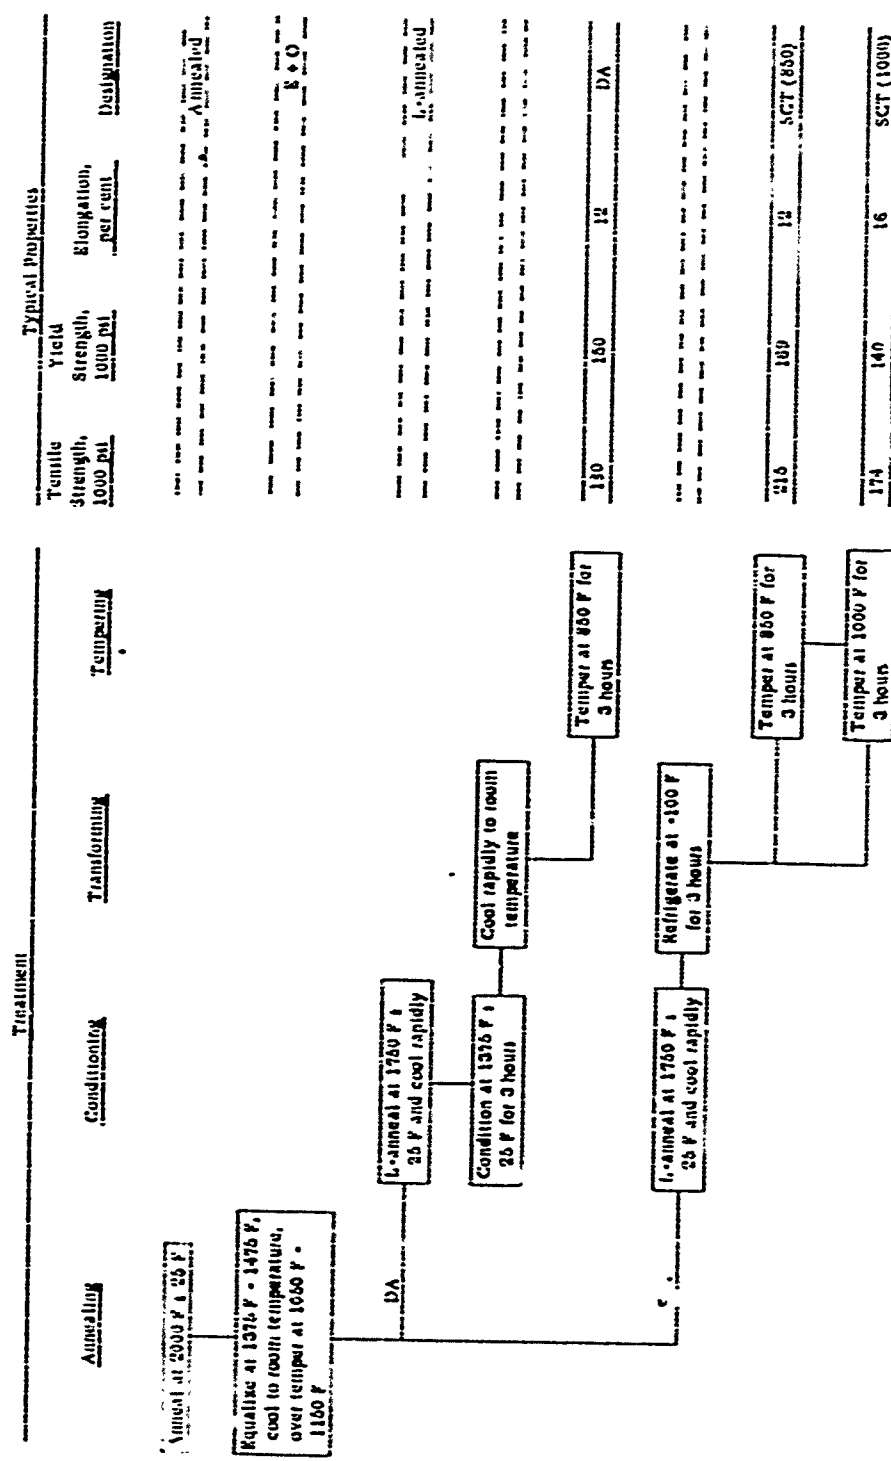 Treatment
Typical Properties
Annealing
Conditioning
Transforming
Tempering
Tensile
Strength,
1000 psi
Yield
Strength,
1000 psi
Elongation,
per cent
Designation
Anneal at 2000 F ± 25 F
Annealed
Equalize at 1375 F - 1475 F,
cool to room temperature,
over temper at 1050 F -
1150 F
E + O
DA
L-anneal at 1750 F ±
25 F and cool rapidly
L-annealed
Condition at 1375 F ±
25 F for 3 hours
Cool rapidly to room
temperature
Temper at 850 F for
3 hours
12
DA
L-anneal at 1750 F ±
25 F and cool rapidly
Refrigerate at -100 F
for 3 hours
Temper at 850 F for
3 hours
12
SCT (850)
Temper at 1000 F for
3 hours
174
140
16
SCT (1000)